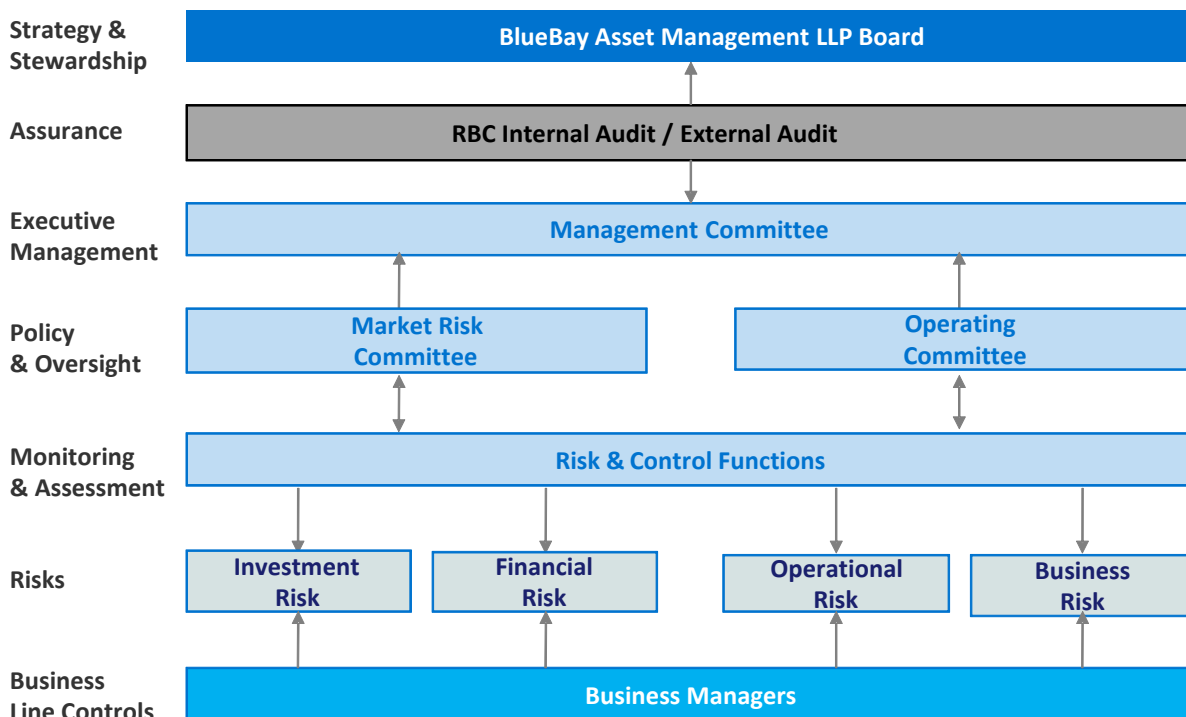 Strategy &
Stewardship
BlueBay Asset Management LLP Board
Assurance
RBC Internal Audit / External Audit
Executive
Management
Management Committee
Policy
& Oversight
Market Risk
Committee
Operating
Committee
Monitoring
& Assessment
Risk & Control Functions
Risks
Investment
Risk
Financial
Risk
Operational
Risk
Business
Risk
Business
Line Controls
Business Managers